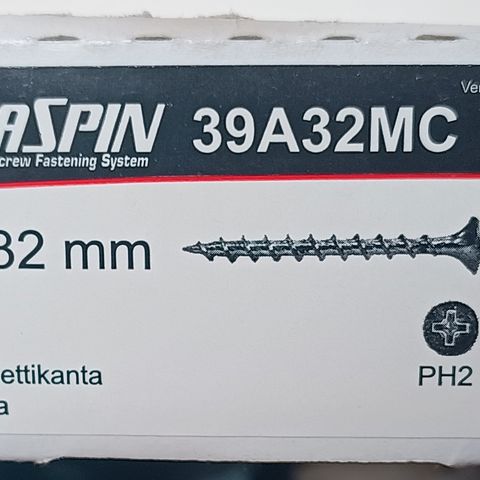 ASPIN 39A32MC
crew Fastening System
32 mm
ettikanta
PH2